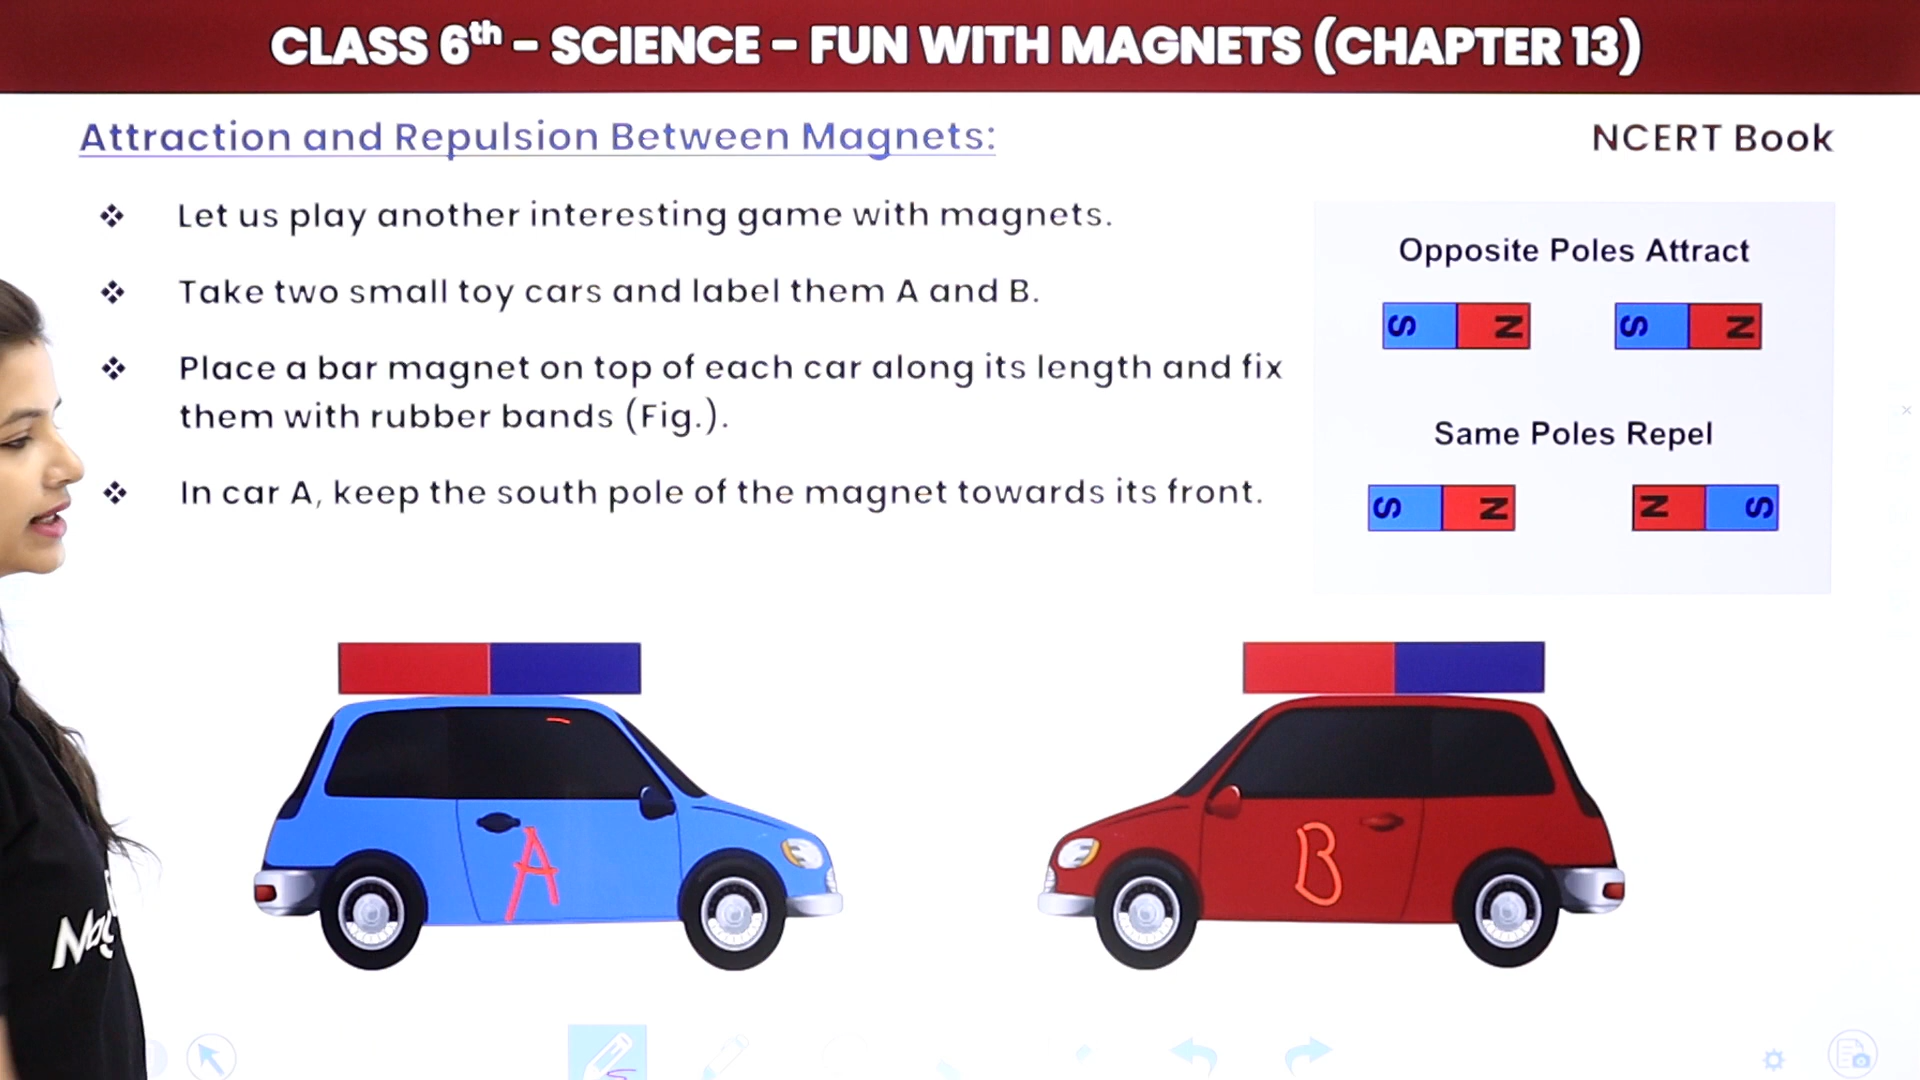 CLASS 6th – SCIENCE – FUN WITH MAGNETS (CHAPTER 13)
Attraction and Repulsion Between Magnets:
NCERT Book
❖ Let us play another interesting game with magnets.
❖ Take two small toy cars and label them A and B.
❖ Place a bar magnet on top of each car along its length and fix
them with rubber bands (Fig.).
❖ In car A, keep the south pole of the magnet towards its front.
Opposite Poles Attract
S N S N
Same Poles Repel
S N N S
A
B